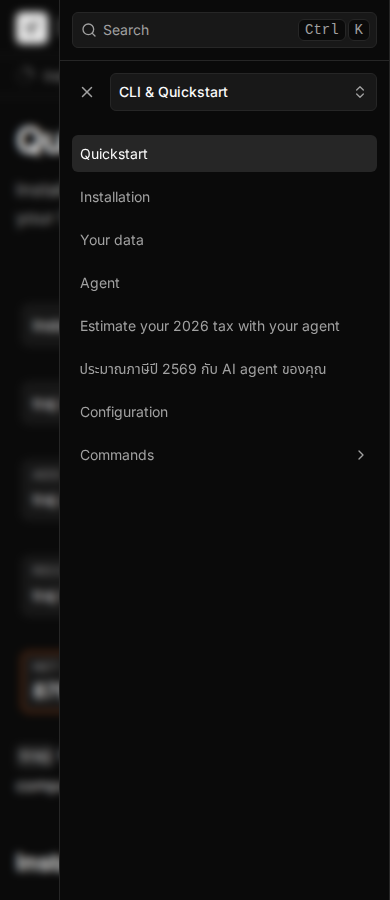 Search Ctrl K
CLI & Quickstart
Quickstart
Installation
Your data
Agent
Estimate your 2026 tax with your agent
ประมาณภาษีปี 2569 กับ AI agent ของคุณ
Configuration
Commands